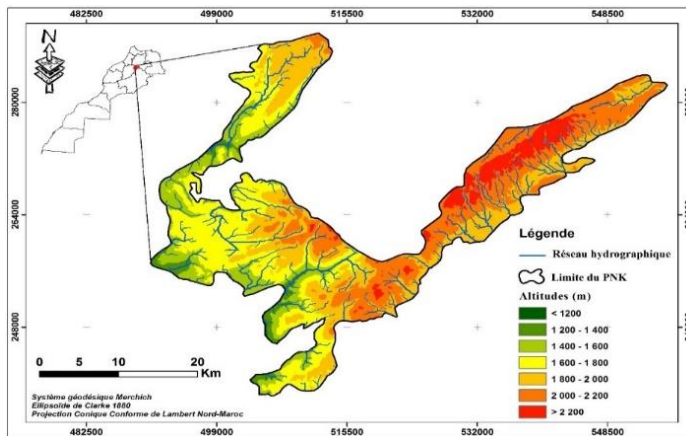 482500 499000 515500 532000 548500
N
280000
264000
248000
Légende
Réseau hydrographique
Limite du PNK
Altitudes (m)
< 1200
1 200 - 1 400
1 400 - 1 600
1 600 - 1 800
1 800 - 2 000
2 000 - 2 200
> 2 200
0 10 20
Km
Système géodésique Merchich
Ellipsoïde de Clarke 1880
Projection Conique Conforme de Lambert Nord-Maroc
482500 499000 515500 532000 548500